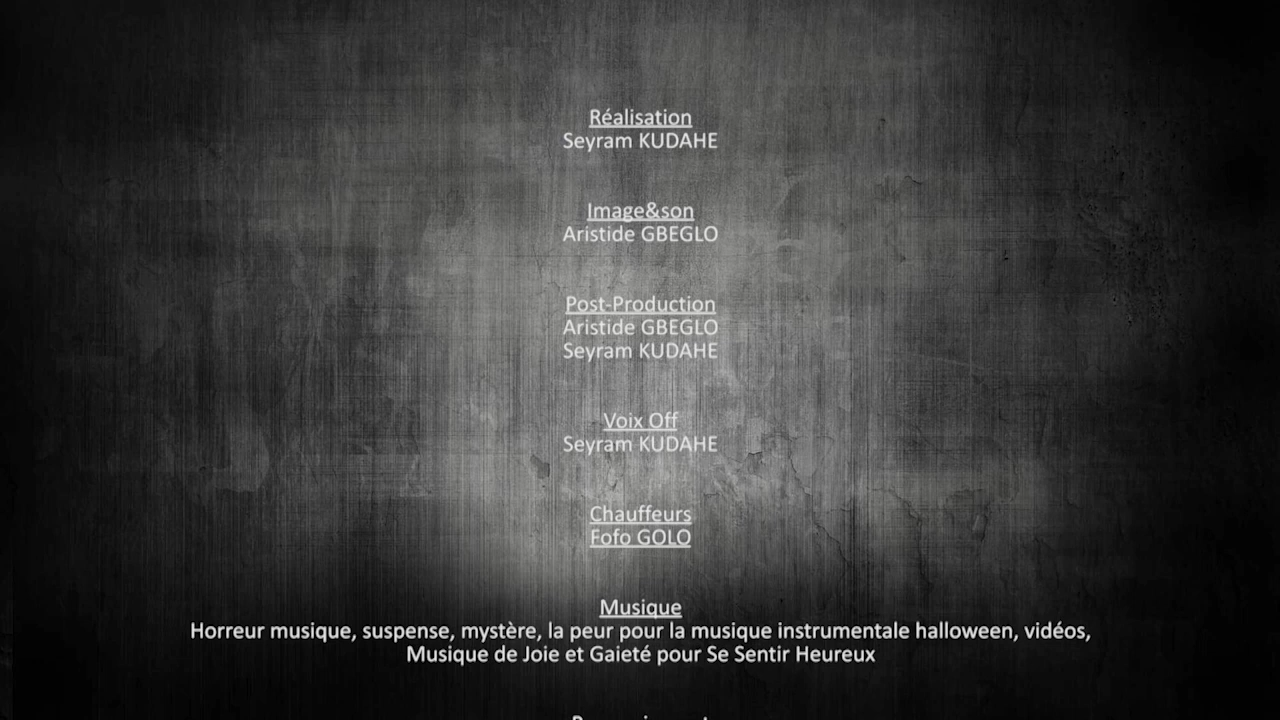 Réalisation
Seyram KUDAHE
Image&son
Aristide GBEGLO
Post-Production
Aristide GBEGLO
Seyram KUDAHE
Voix Off
Seyram KUDAHE
Chauffeurs
Fofo GOLO
Musique
Horreur musique, suspense, mystère, la peur pour la musique instrumentale halloween, vidéos,
Musique de Joie et Gaieté pour Se Sentir Heureux